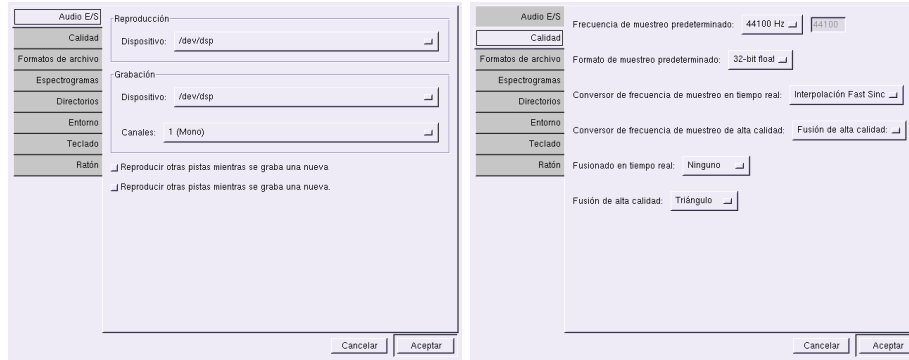 Audio E/S
Calidad
Formatos de archivo
Espectrogramas
Directorios
Entorno
Teclado
Ratón
Reproducción
Dispositivo: /dev/dsp
Grabación
Dispositivo: /dev/dsp
Canales: 1 (Mono)
Reproducir otras pistas mientras se graba una nueva
Reproducir otras pistas mientras se graba una nueva.
Cancelar Aceptar
Audio E/S
Calidad
Formatos de archivo
Espectrogramas
Directorios
Entorno
Teclado
Ratón
Frecuencia de muestreo predeterminado: 44100 Hz 44100
Formato de muestreo predeterminado: 32-bit float
Conversor de frecuencia de muestreo en tiempo real: Interpolación Fast Sinc
Conversor de frecuencia de muestreo de alta calidad: Fusión de alta calidad:
Fusionado en tiempo real: Ninguno
Fusión de alta calidad: Triángulo
Cancelar Aceptar